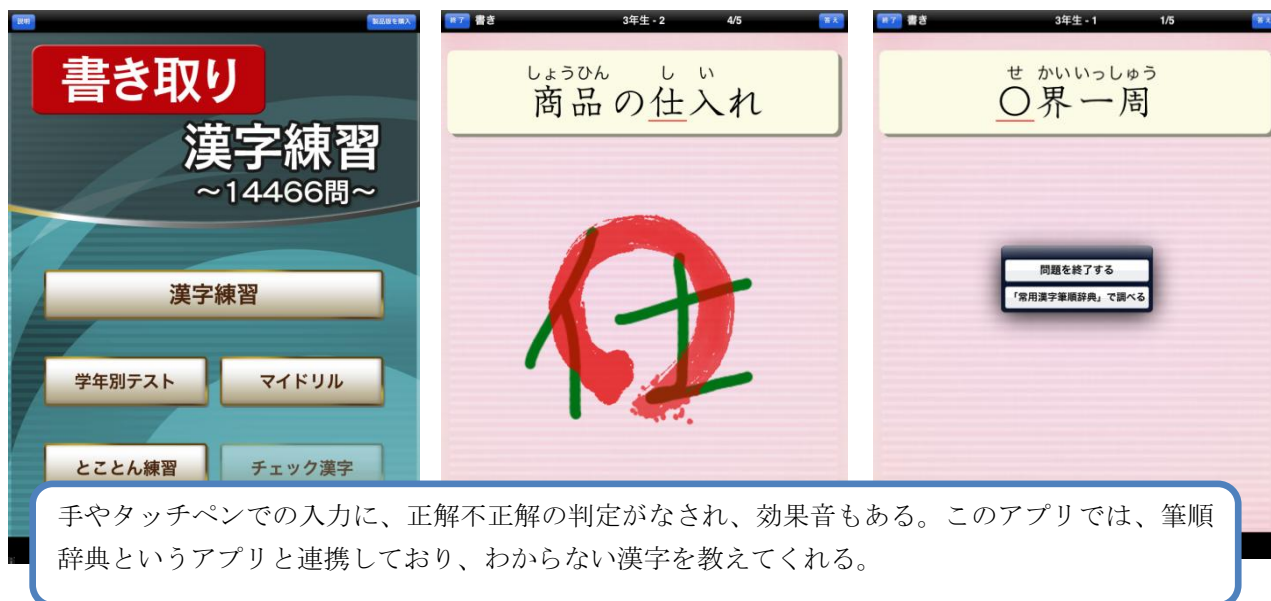 説明
製品版を購入
書き取り
漢字練習
～14466問～
漢字練習
学年別テスト
マイドリル
とことん練習
チェック漢字
終了 書き 3年生 - 2 4/5 答え
しょうひん し い
商品の仕入れ
仕
終了 書き 3年生 - 1 1/5 答え
せ かいいっしゅう
〇界一周
問題を終了する
「常用漢字筆順辞典」で調べる
手やタッチペンでの入力に、正解不正解の判定がなされ、効果音もある。このアプリでは、筆順
辞典というアプリと連携しており、わからない漢字を教えてくれる。